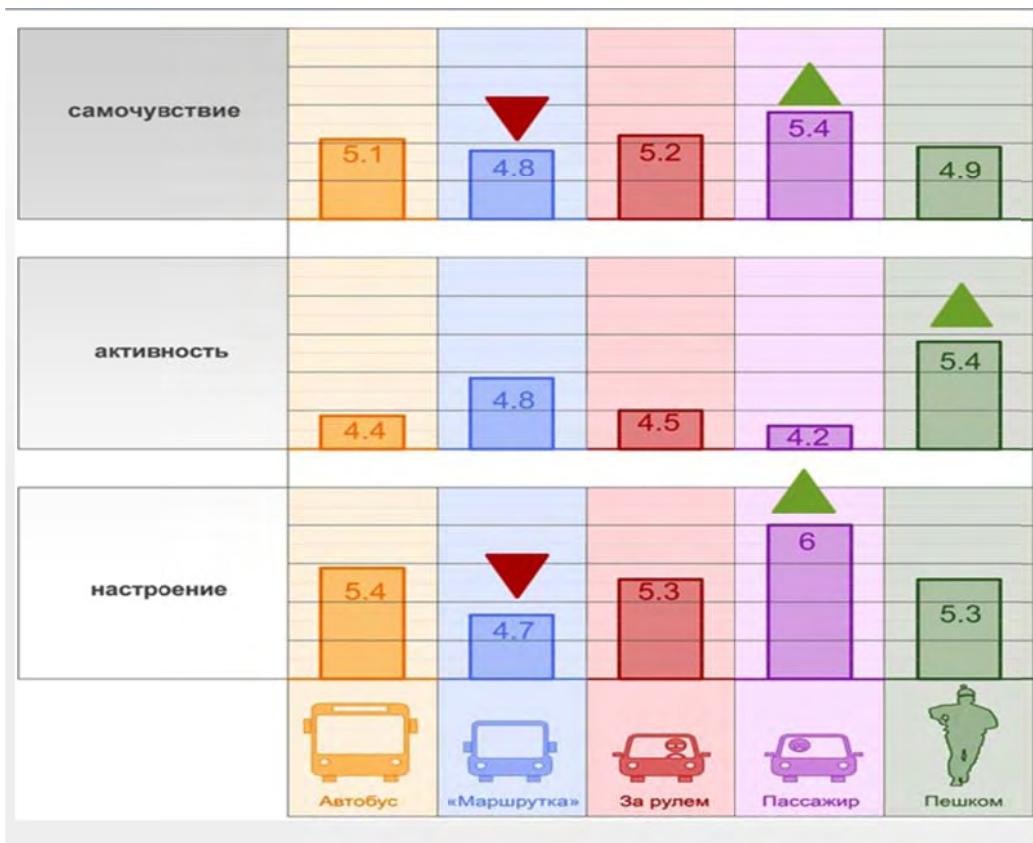 самочувствие
5.1
4.8
5.2
5.4
4.9
активность
4.4
4.8
4.5
4.2
5.4
настроение
5.4
4.7
5.3
6
5.3
Автобус
«Маршрутка»
За рулем
Пассажир
Пешком